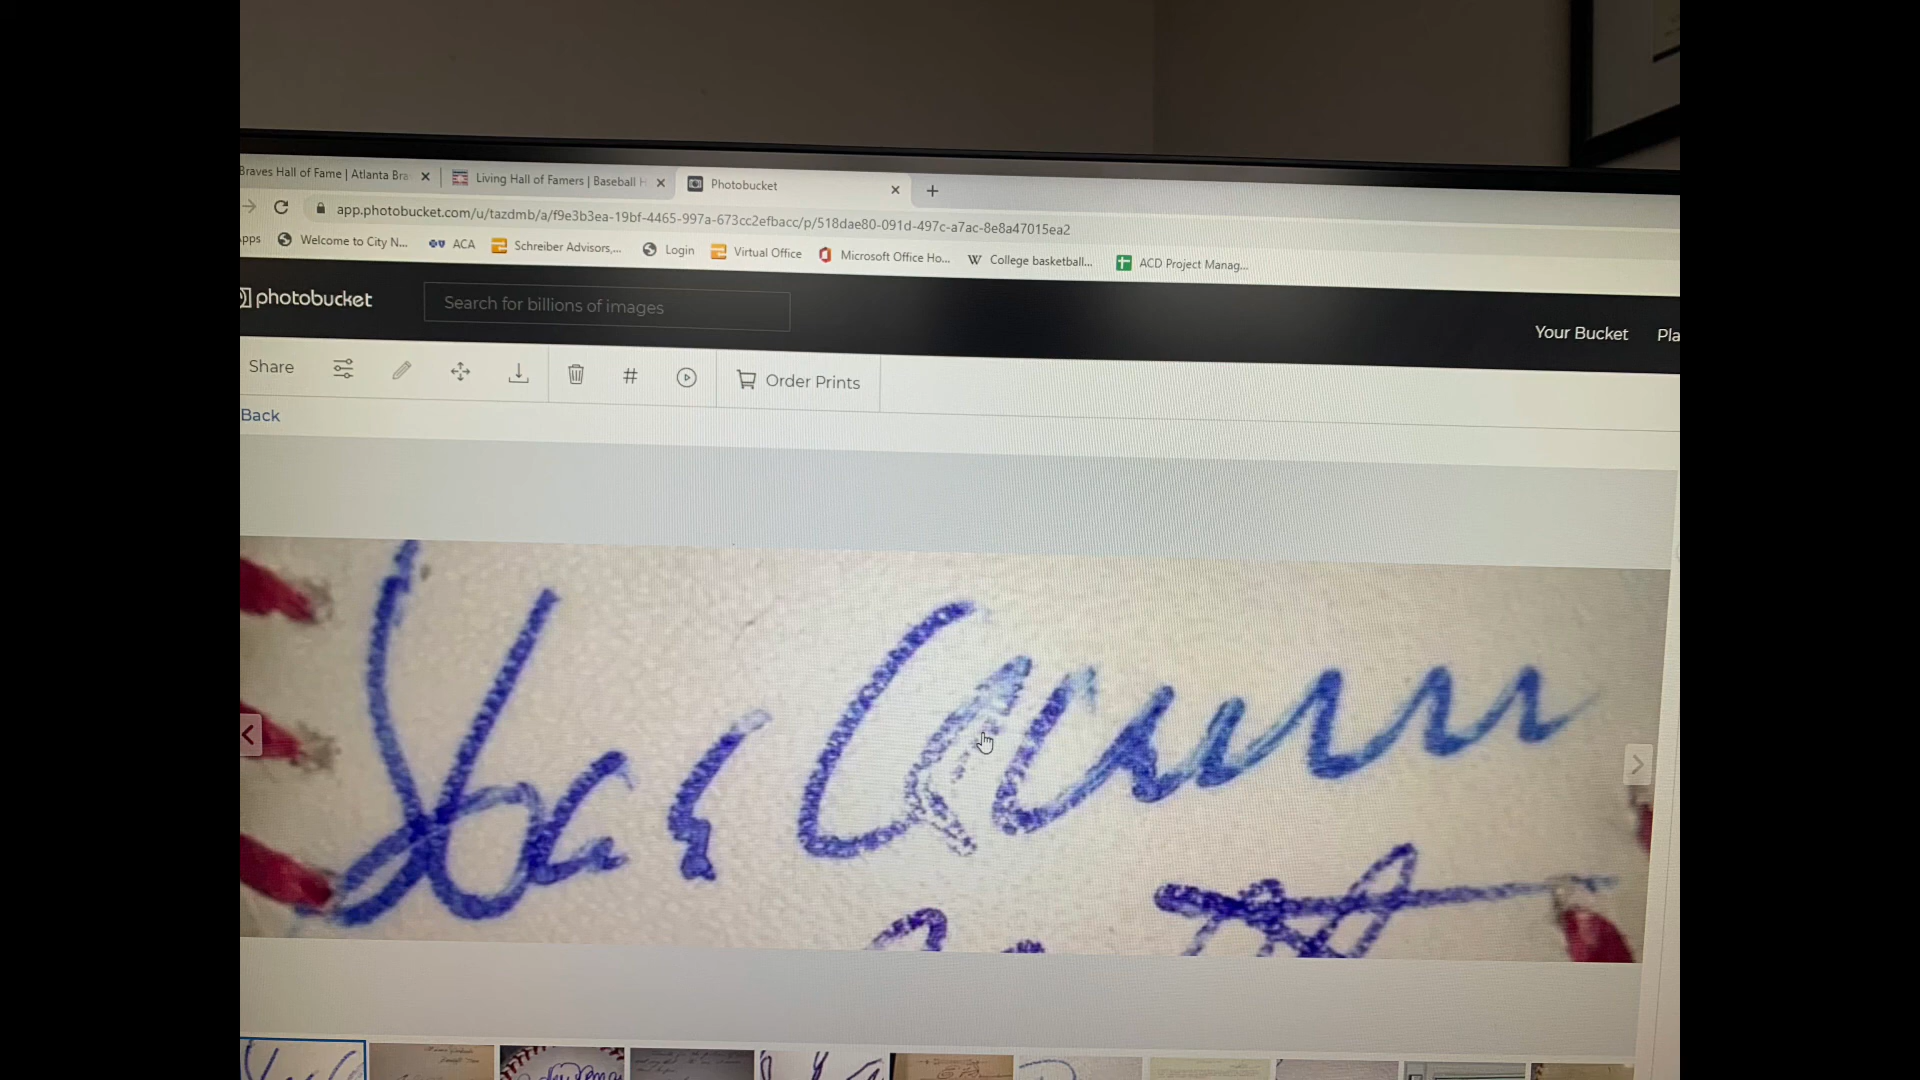 Braves Hall of Fame | Atlanta Bra
Living Hall of Famers | Baseball H
Photobucket
app.photobucket.com/u/tazdmb/a/f9e3b3ea-19bf-4465-997a-673cc2efbacc/p/518dae80-091d-497c-a7ac-8e8a47015ea2
pps
Welcome to City N...
ACA
Schreiber Advisors,...
Login
Virtual Office
Microsoft Office Ho...
W College basketball...
ACD Project Manag...
photobucket
Search for billions of images
Your Bucket
Pla
Share
#
Order Prints
Back